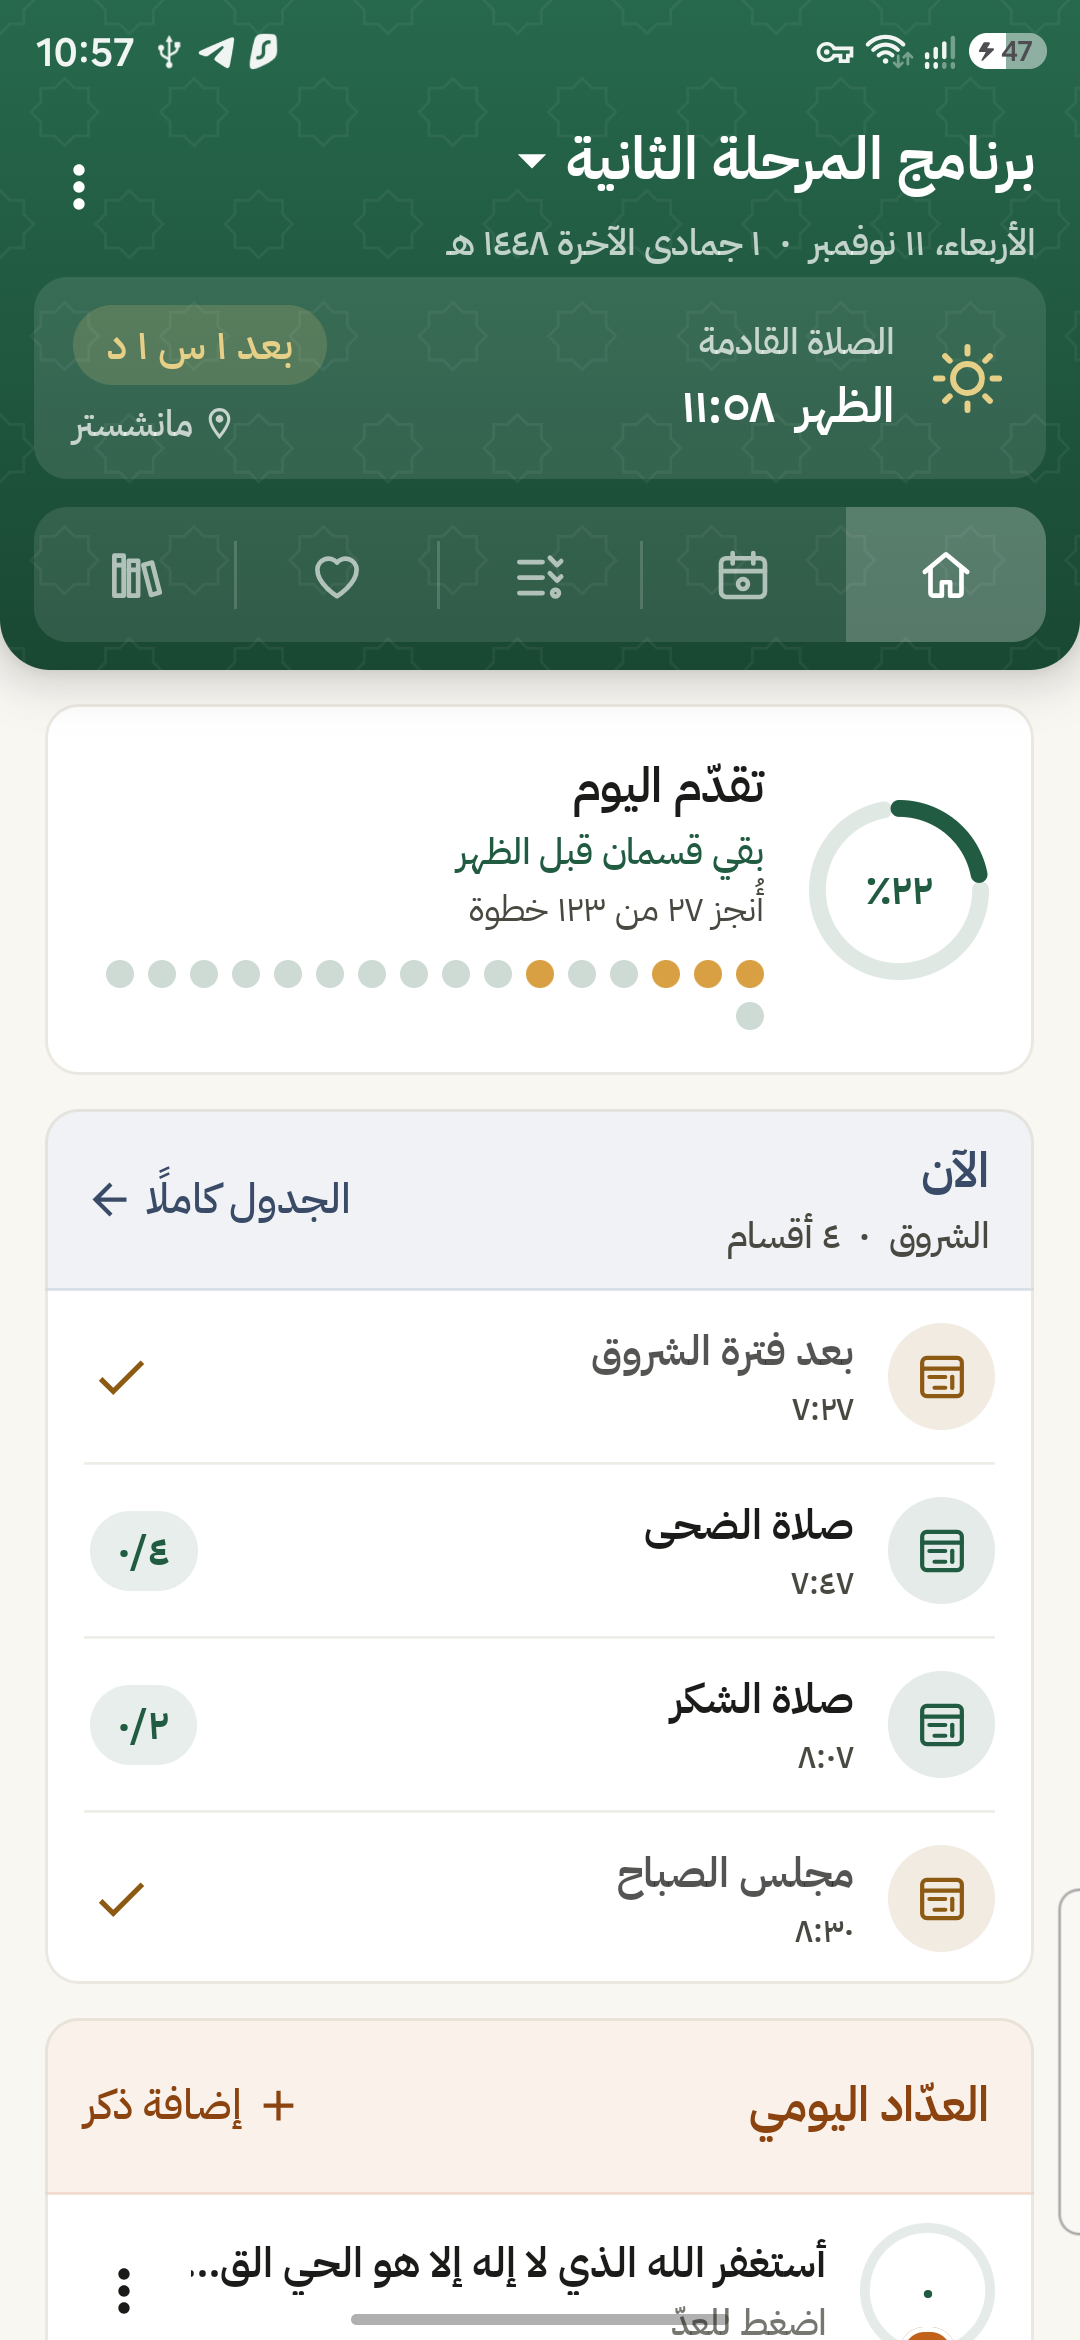 10:57
47
برنامج المرحلة الثانية
الأربعاء، ١١ نوفمبر · ١ جمادى الآخرة ١٤٤٨ هـ
الصلاة القادمة
الظهر ١١:٥٨
بعد ١ س ١ د
مانشستر
تقدّم اليوم
بقي قسمان قبل الظهر
أُنجز ٢٧ من ١٢٣ خطوة
٢٢٪
الآن
الشروق · ٤ أقسام
الجدول كاملًا
بعد فترة الشروق
٧:٢٧
صلاة الضحى
٧:٤٧
٠/٤
صلاة الشكر
٨:٠٧
٠/٢
مجلس الصباح
٨:٣٠
العدّاد اليومي
إضافة ذكر
أستغفر الله الذي لا إله إلا هو الحي الق...
٠
اضغط للعدّ